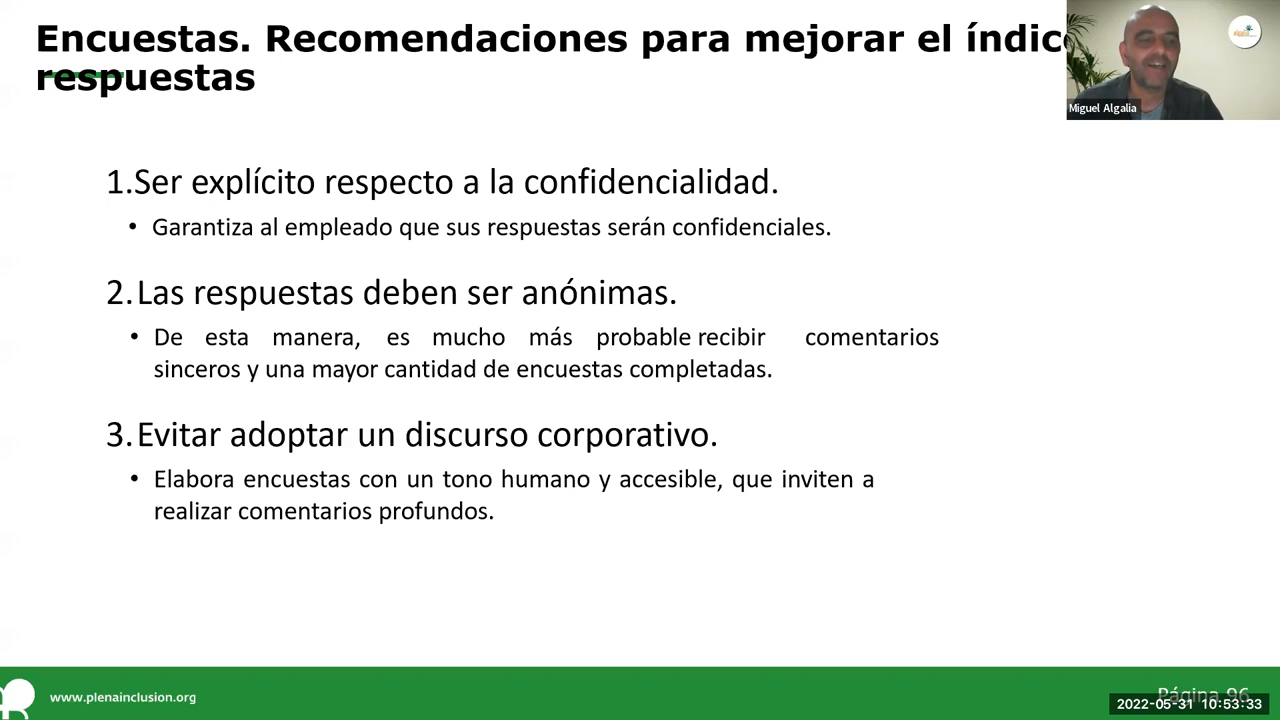 Encuestas. Recomendaciones para mejorar el
respuestas
Miguel Algalia
1.Ser explícito respecto a la confidencialidad.
• Garantiza al empleado que sus respuestas serán confidenciales.
2.Las respuestas deben ser anónimas.
• De esta manera, es mucho más probable recibir comentarios
sinceros y una mayor cantidad de encuestas completadas.
3.Evitar adoptar un discurso corporativo.
• Elabora encuestas con un tono humano y accesible, que inviten a
realizar comentarios profundos.
www.plenainclusion.org
Página 96
2022-05-31 10:53:33